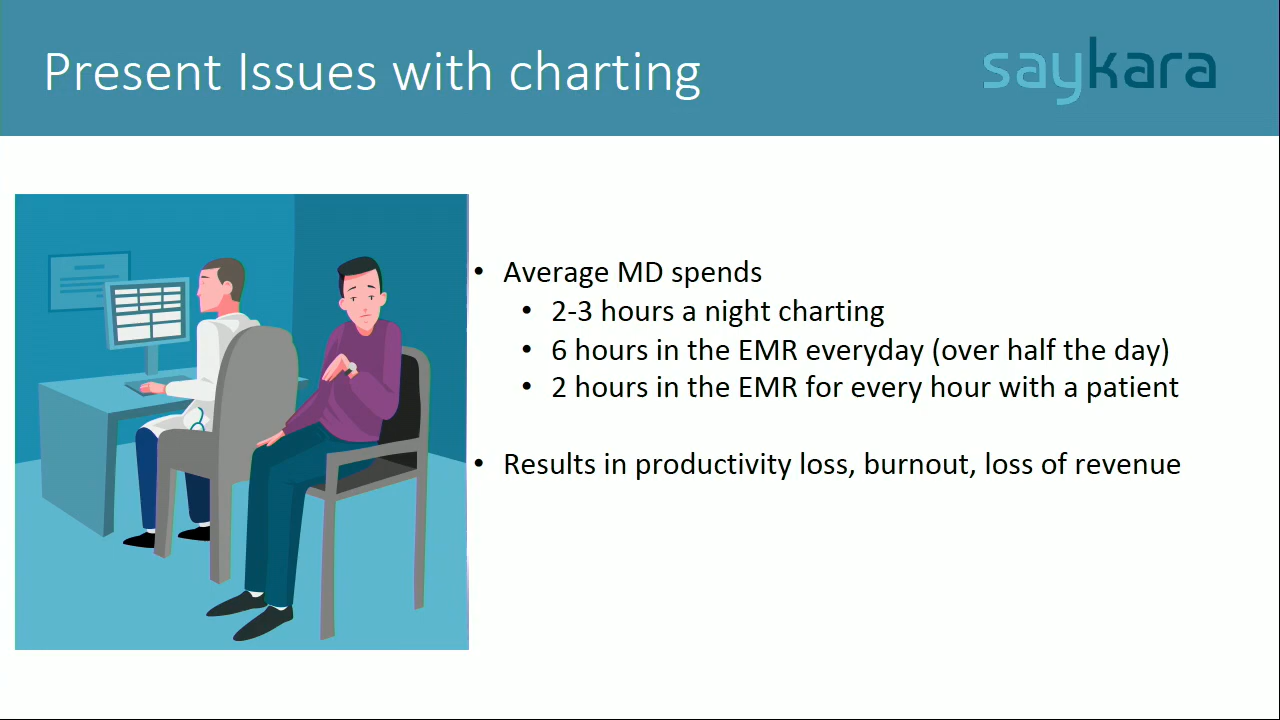 Present Issues with charting
saykara
• Average MD spends
• 2-3 hours a night charting
• 6 hours in the EMR everyday (over half the day)
• 2 hours in the EMR for every hour with a patient
• Results in productivity loss, burnout, loss of revenue